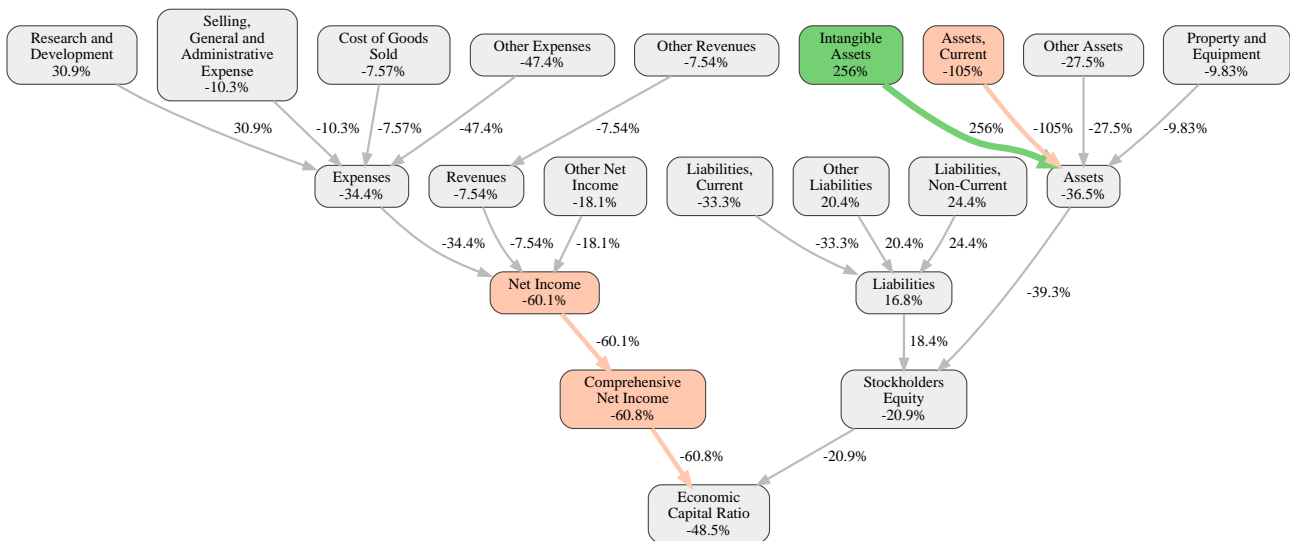 Research and
Development
30.9%
Selling,
General and
Administrative
Expense
-10.3%
Cost of Goods
Sold
-7.57%
Other Expenses
-47.4%
Other Revenues
-7.54%
Intangible
Assets
256%
Assets,
Current
-105%
Other Assets
-27.5%
Property and
Equipment
-9.83%
30.9%
-10.3%
-7.57%
-47.4%
-7.54%
256%
-105%
-27.5%
-9.83%
Expenses
-34.4%
Revenues
-7.54%
Other Net
Income
-18.1%
Liabilities,
Current
-33.3%
Other
Liabilities
20.4%
Liabilities,
Non-Current
24.4%
Assets
-36.5%
-34.4%
-7.54%
-18.1%
-33.3%
20.4%
24.4%
Net Income
-60.1%
Liabilities
16.8%
-39.3%
-60.1%
18.4%
Comprehensive
Net Income
-60.8%
Stockholders
Equity
-20.9%
-60.8%
-20.9%
Economic
Capital Ratio
-48.5%